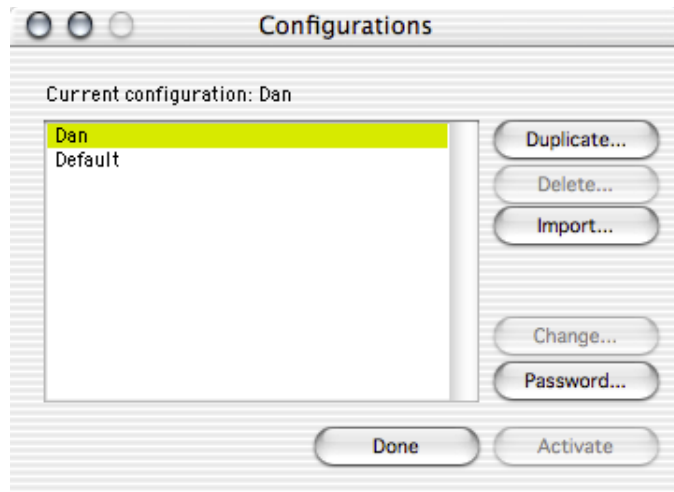 Configurations
Current configuration: Dan
Dan
Default
Duplicate...
Delete...
Import...
Change...
Password...
Done
Activate